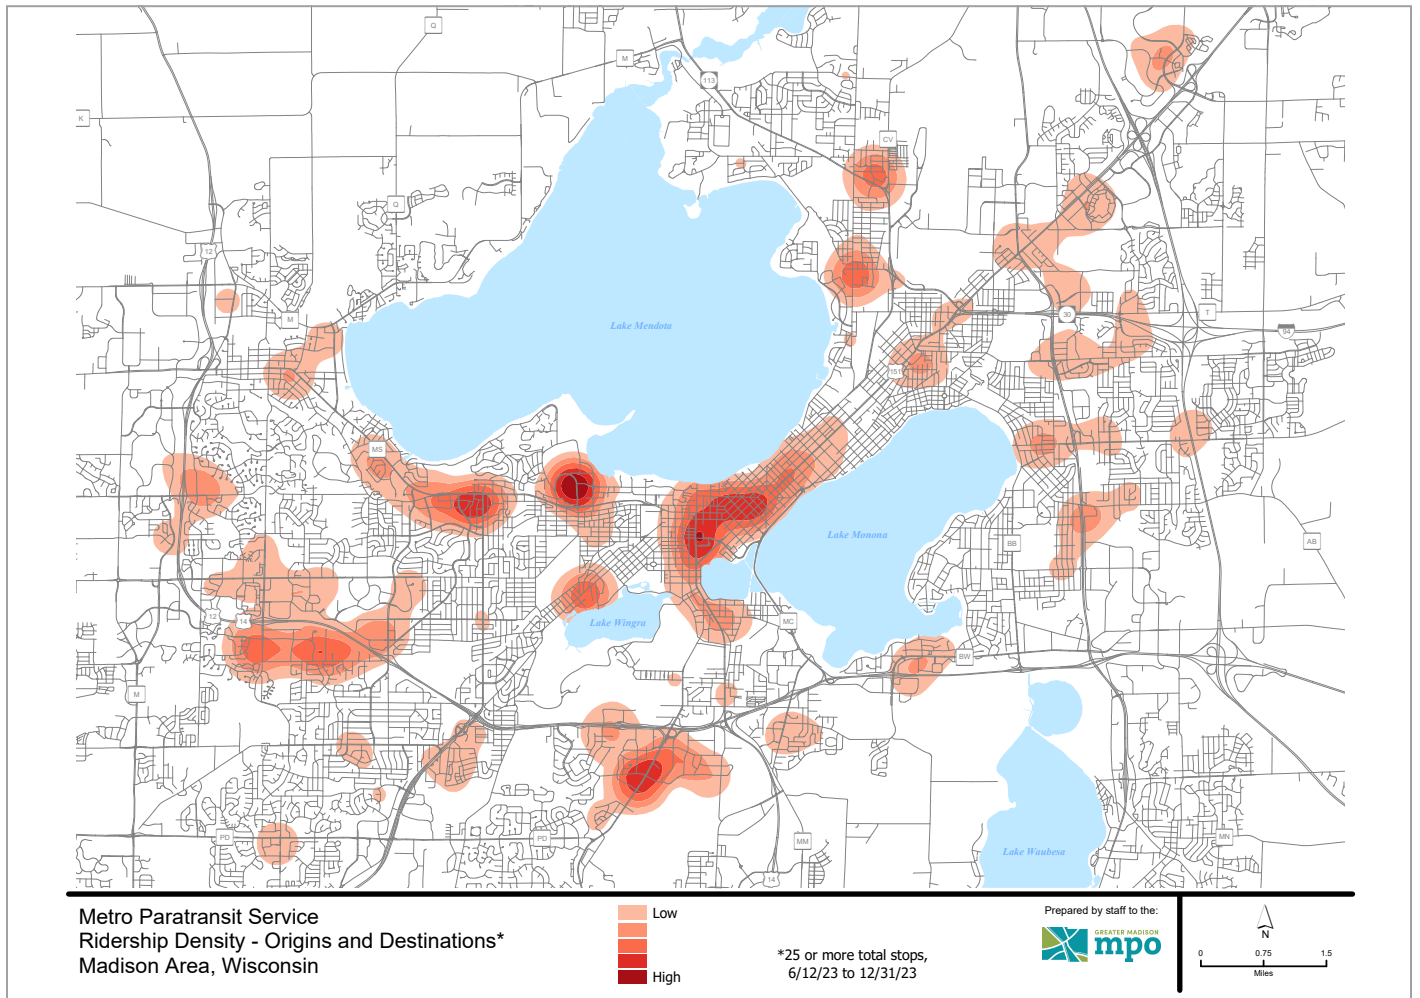 Q
M
113
K
CV
Q
12
M
Lake Mendota
T
30
94
151
MS
Lake Monona
BB
AB
12
14
Lake Wingra
MC
BW
M
PD
PD
MM
MN
Lake Waubesa
14
Metro Paratransit Service
Ridership Density - Origins and Destinations*
Madison Area, Wisconsin
Low
High
*25 or more total stops,
6/12/23 to 12/31/23
Prepared by staff to the:
GREATER MADISON
mpo
N
0 0.75 1.5
Miles